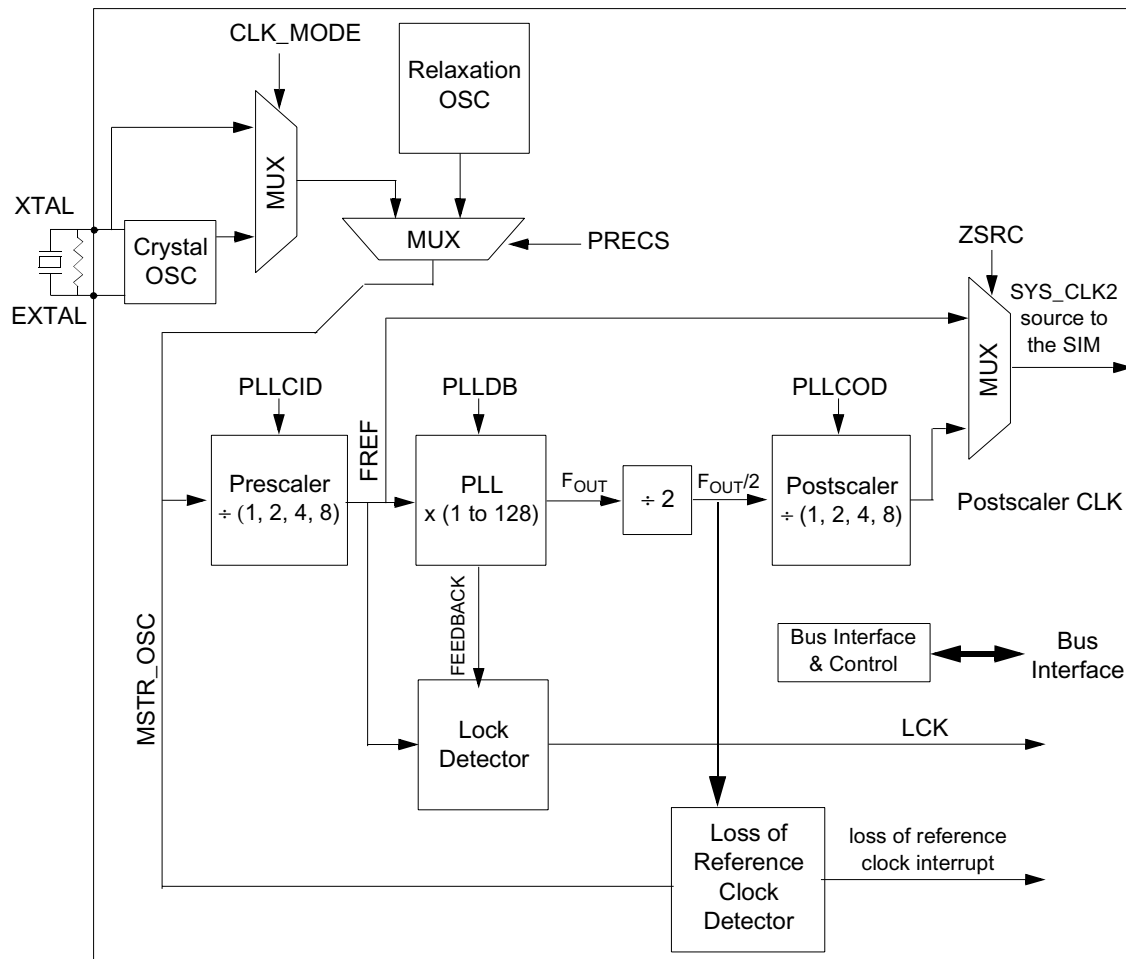 CLK_MODE
Relaxation
OSC
MUX
XTAL
Crystal
OSC
EXTAL
MUX
PRECS
ZSRC
SYS_CLK2
source to
the SIM
MUX
PLLCID
PLLDB
PLLCOD
FREF
Prescaler
÷ (1, 2, 4, 8)
PLL
x (1 to 128)
FOUT
÷ 2
FOUT/2
Postscaler
÷ (1, 2, 4, 8)
Postscaler CLK
MSTR_OSC
FEEDBACK
Bus Interface
& Control
Bus
Interface
Lock
Detector
LCK
Loss of
Reference
Clock
Detector
loss of reference
clock interrupt